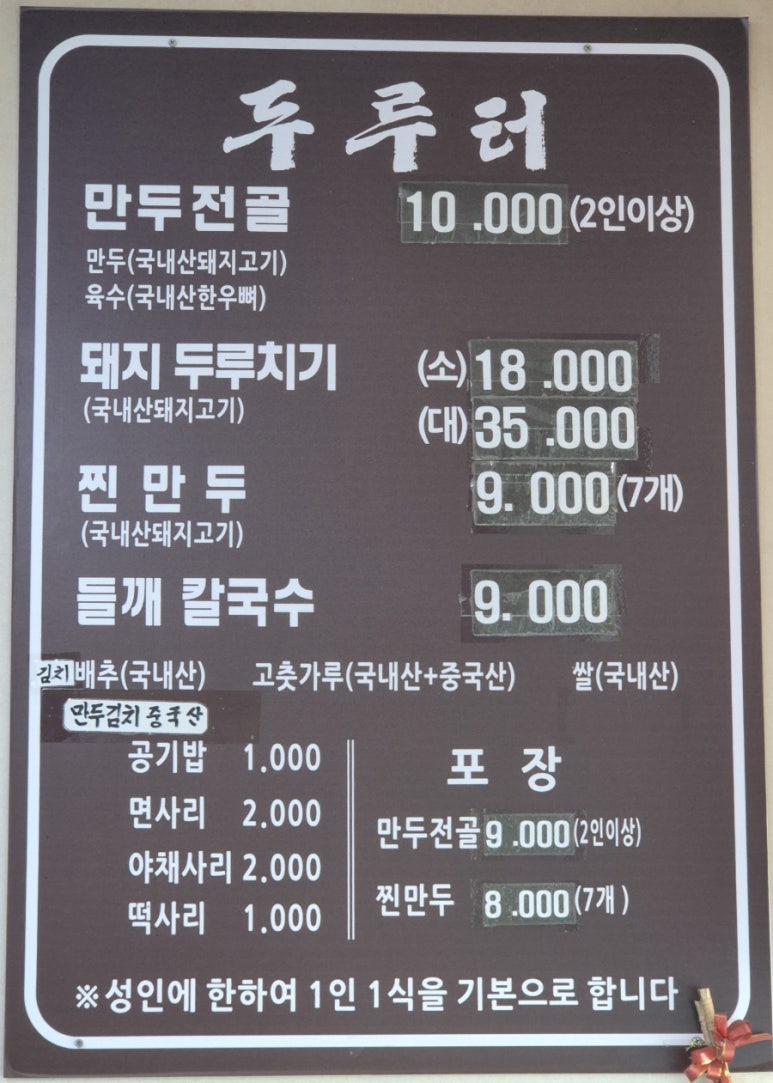 두루터
만두전골 10 .000 (2인이상)
만두(국내산돼지고기)
육수(국내산한우뼈)
돼지 두루치기 (소) 18 .000
(국내산돼지고기) (대) 35 .000
찐 만 두 9. 000 (7개)
(국내산돼지고기)
들깨 칼국수 9. 000
김치 배추(국내산) 고춧가루(국내산+중국산) 쌀(국내산)
만두김치 중국산
공기밥 1.000
면사리 2.000
야채사리 2.000
떡사리 1.000
포 장
만두전골 9 .000 (2인이상)
찐만두 8 .000 (7개)
※ 성인에 한하여 1인 1식을 기본으로 합니다